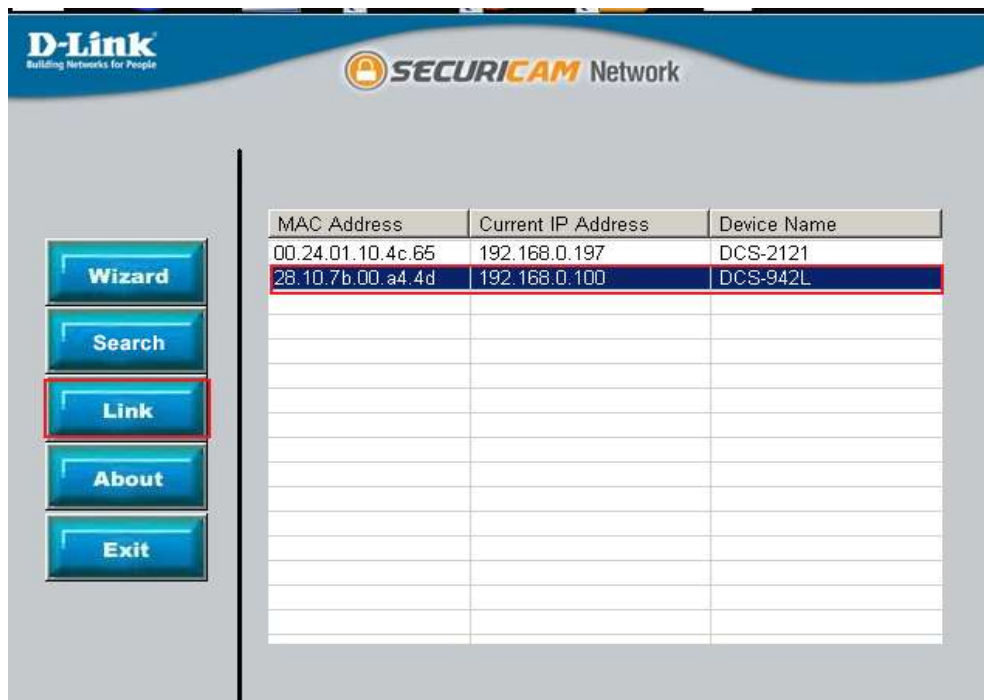 D-Link
Building Networks for People
SECURICAM Network
MAC Address Current IP Address Device Name
00.24.01.10.4c.65 192.168.0.197 DCS-2121
28.10.7b.00.a4.4d 192.168.0.100 DCS-942L
Wizard
Search
Link
About
Exit